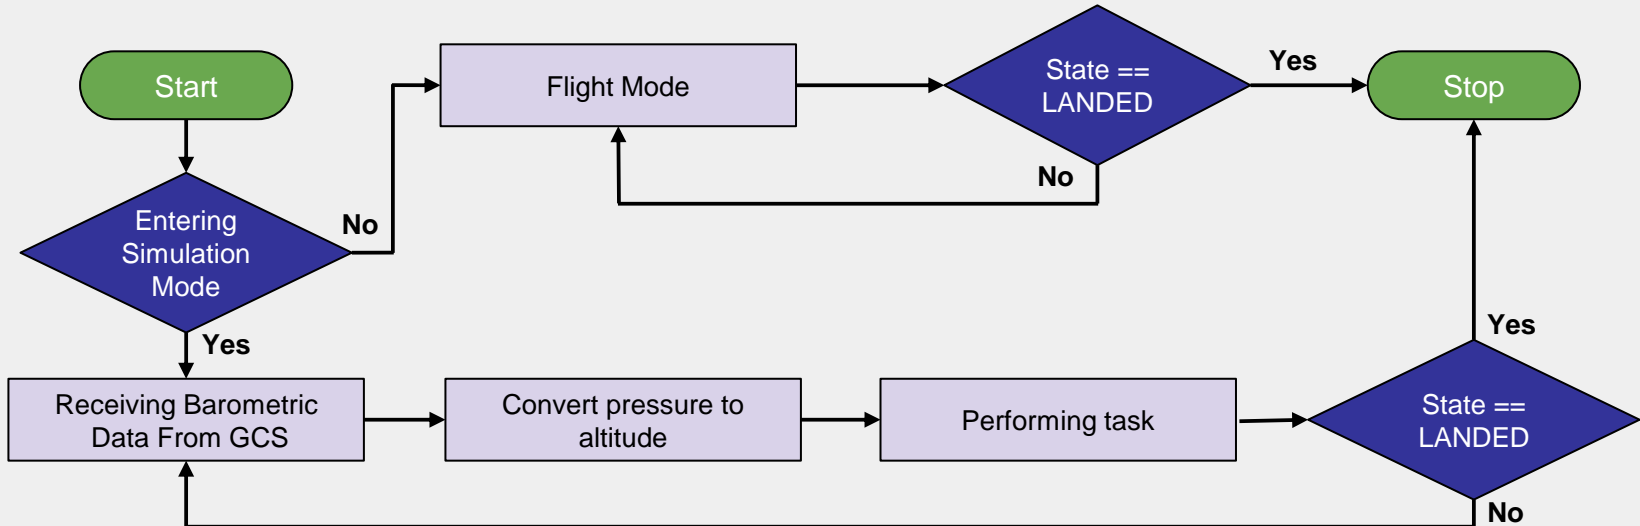 Start
Flight Mode
State ==
LANDED
Yes
Stop
No
Entering
Simulation
Mode
No
Yes
Receiving Barometric
Data From GCS
Convert pressure to
altitude
Performing task
State ==
LANDED
Yes
No